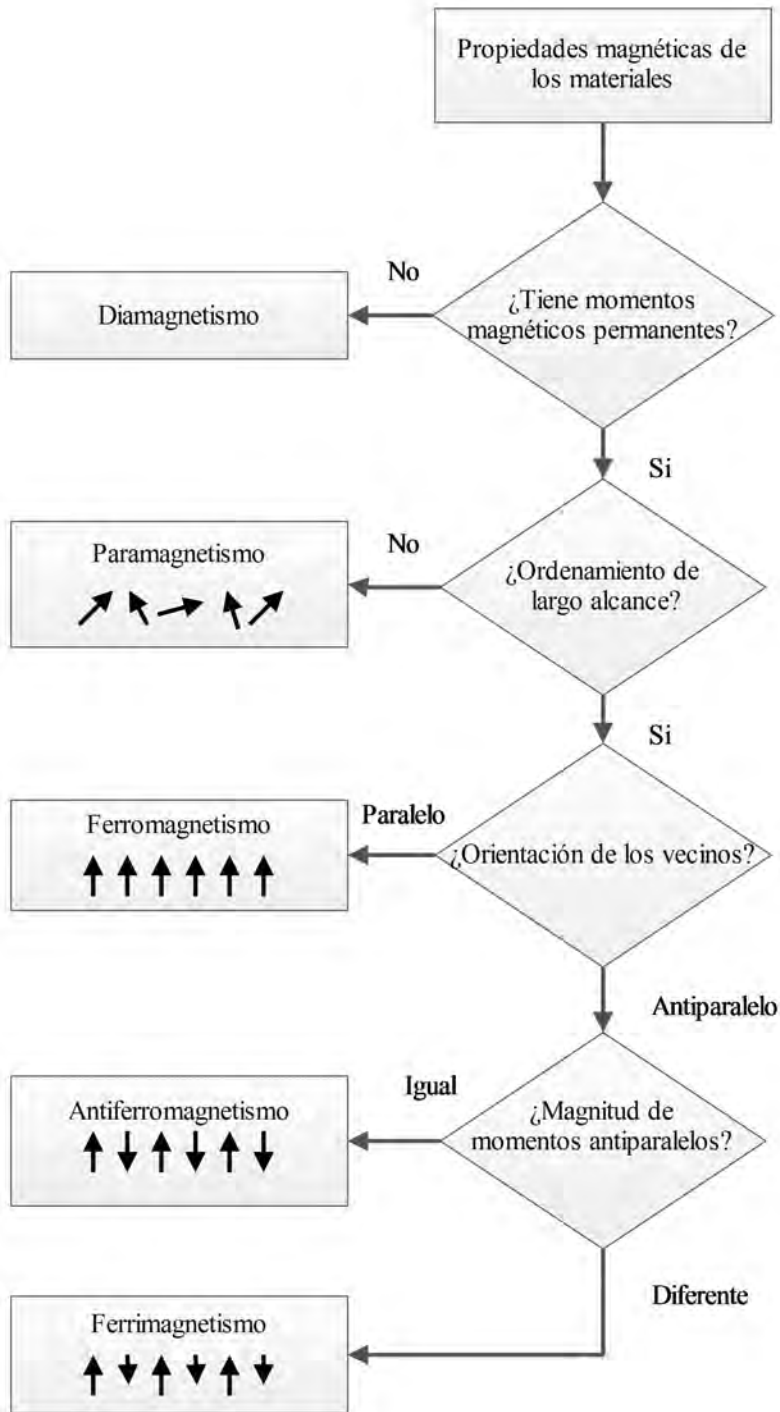 Propiedades magnéticas de
los materiales
No
¿Tiene momentos
magnéticos permanentes?
Diamagnetismo
Si
Paramagnetismo
No
¿Ordenamiento de
largo alcance?
Si
Ferromagnetismo
Paralelo
¿Orientación de los vecinos?
Antiparalelo
Antiferromagnetismo
Igual
¿Magnitud de
momentos antiparalelos?
Diferente
Ferrimagnetismo